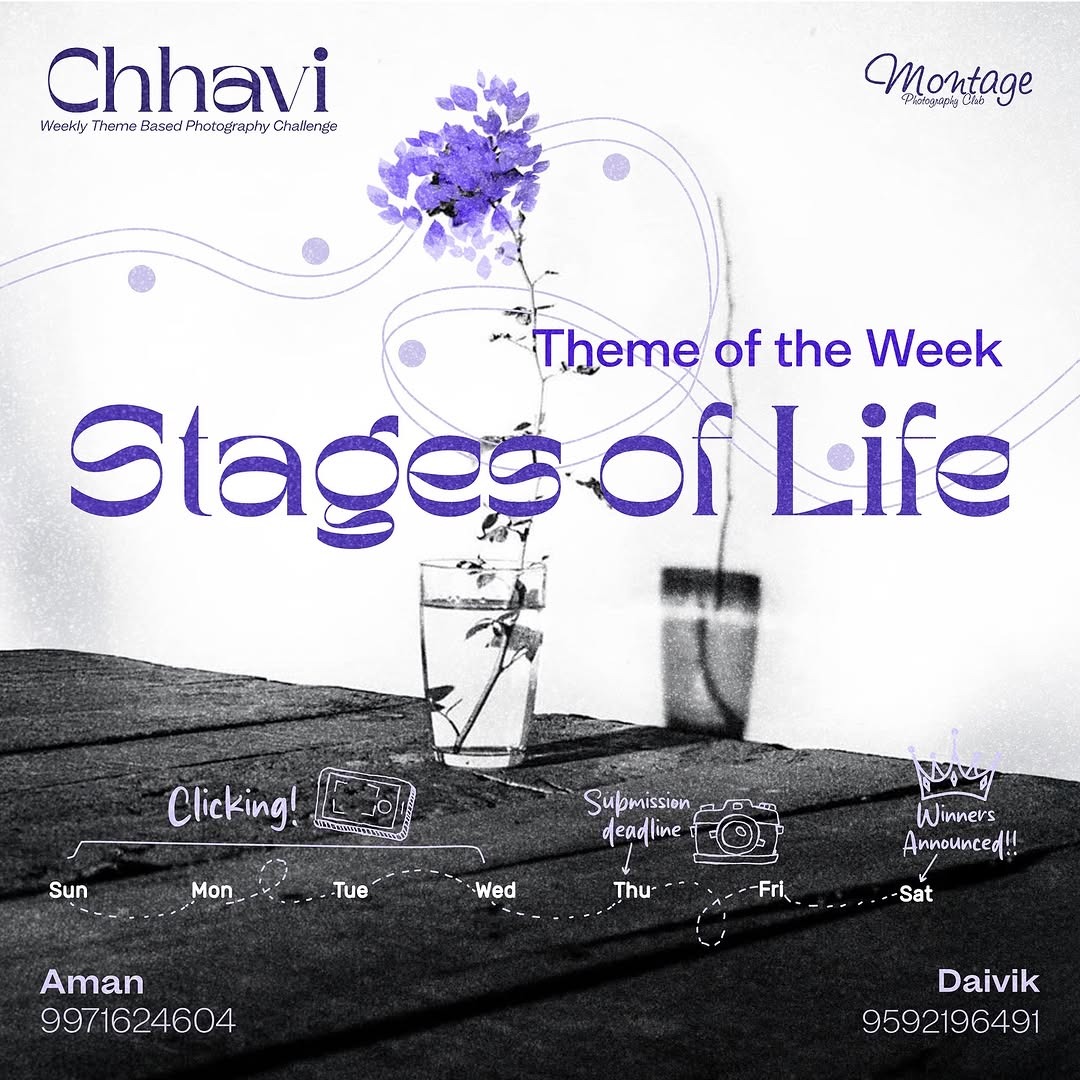 Chhavi
Weekly Theme Based Photography Challenge
Montage
Photography Club
Theme of the Week
Stages of Life
Clicking!
Submission
deadline
Winners
Announced!!
Sun Mon Tue Wed Thu Fri Sat
Aman
9971624604
Daivik
9592196491